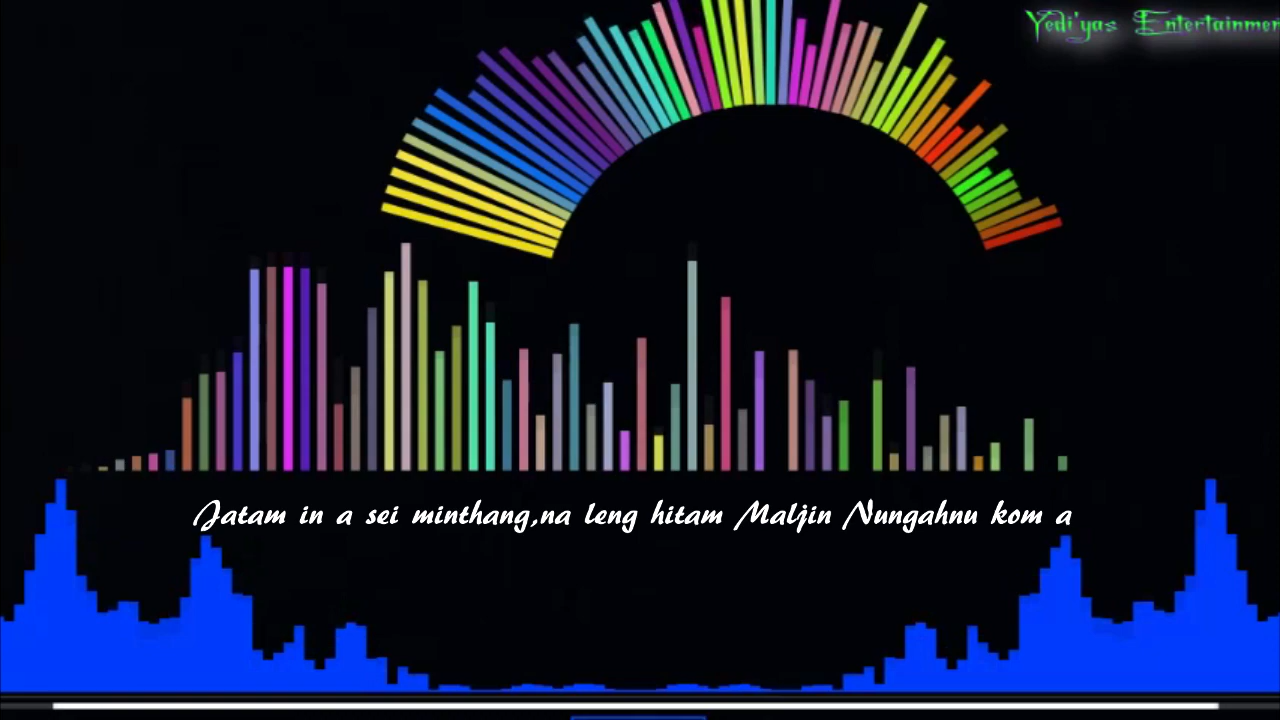 Yedi'yas Entertainmen
Jatam in a sei minthang,na leng hitam Maljin Nungahnu kom a